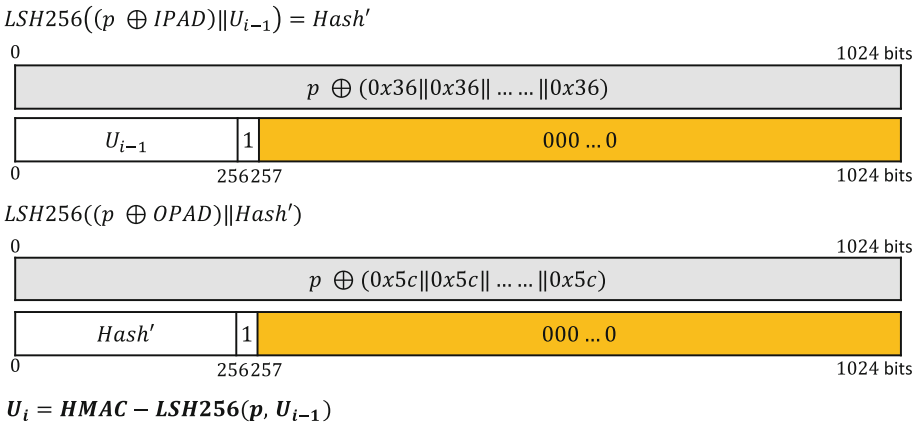 LSH256((p ⊕ IPAD)‖U_{i−1}) = Hash′
0 1024 bits
p ⊕ (0x36‖0x36‖ … … ‖0x36)
U_{i−1} 1 000 … 0
0 256 257 1024 bits
LSH256((p ⊕ OPAD)‖Hash′)
0 1024 bits
p ⊕ (0x5c‖0x5c‖ … … ‖0x5c)
Hash′ 1 000 … 0
0 256 257 1024 bits
U_i = HMAC − LSH256(p, U_{i−1})